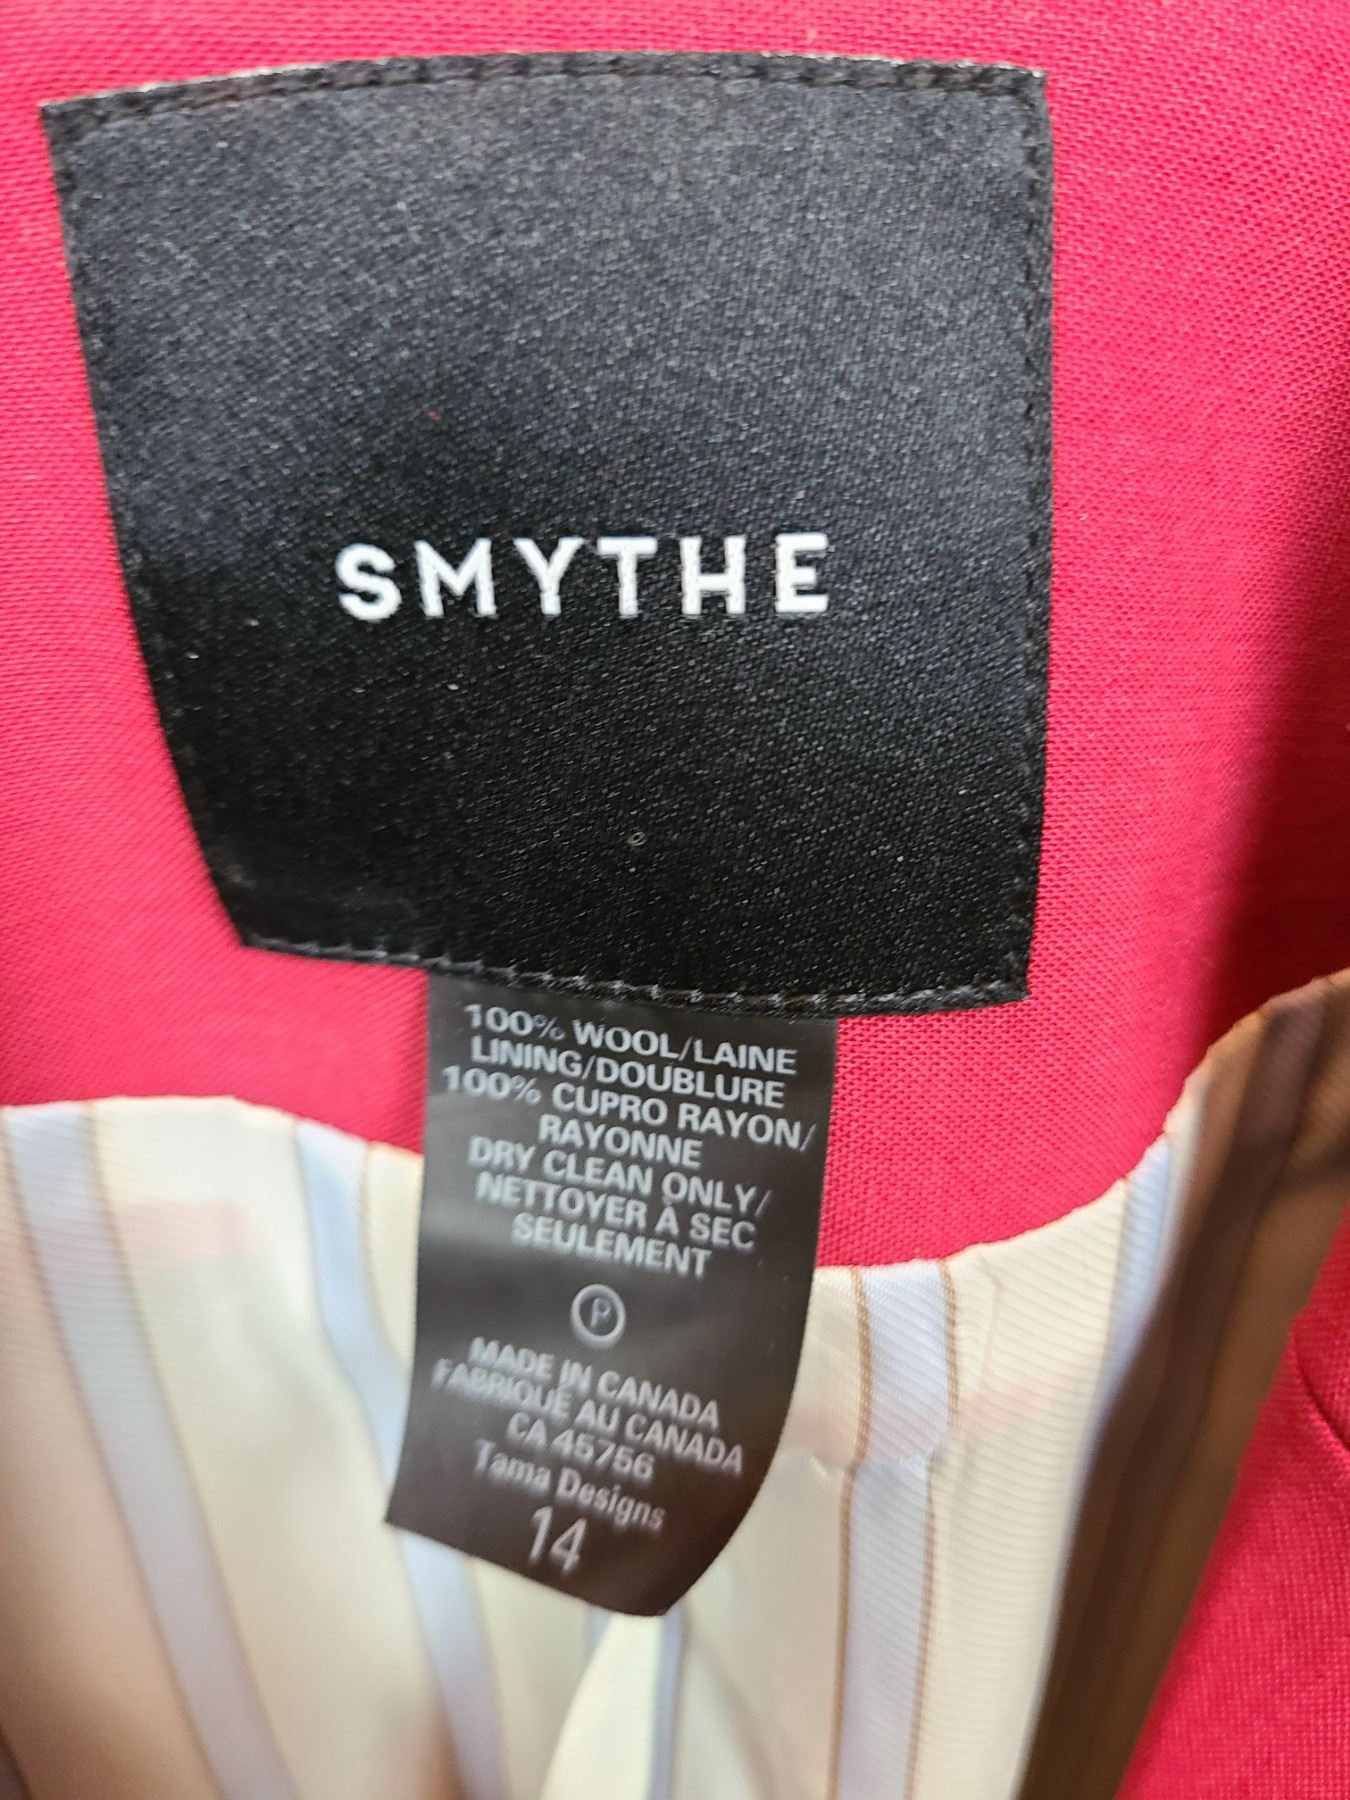 SMYTHE
100% WOOL/LAINE
LINING/DOUBLURE
100% CUPRO RAYON/
RAYONNE
DRY CLEAN ONLY/
NETTOYER À SEC
SEULEMENT
P
MADE IN CANADA
FABRIQUÉ AU CANADA
CA 45756
Tama Designs
14